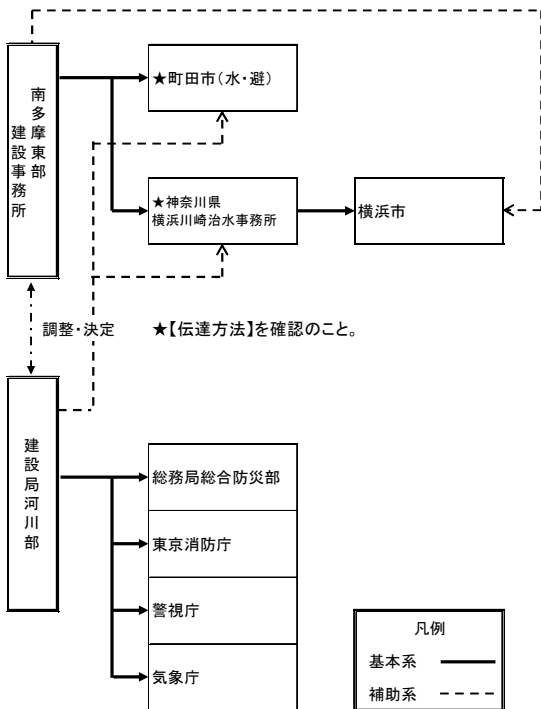 南多摩東部
建設事務所
★町田市(水・避)
★神奈川県
横浜川崎治水事務所
横浜市
調整・決定
★【伝達方法】を確認のこと。
建設局河川部
総務局総合防災部
東京消防庁
警視庁
気象庁
凡例
基本系
補助系